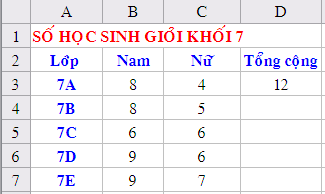 A B C D
1 SỐ HỌC SINH GIỎI KHỐI 7
2 Lớp Nam Nữ Tổng cộng
3 7A 8 4 12
4 7B 8 5
5 7C 6 6
6 7D 9 6
7 7E 9 7